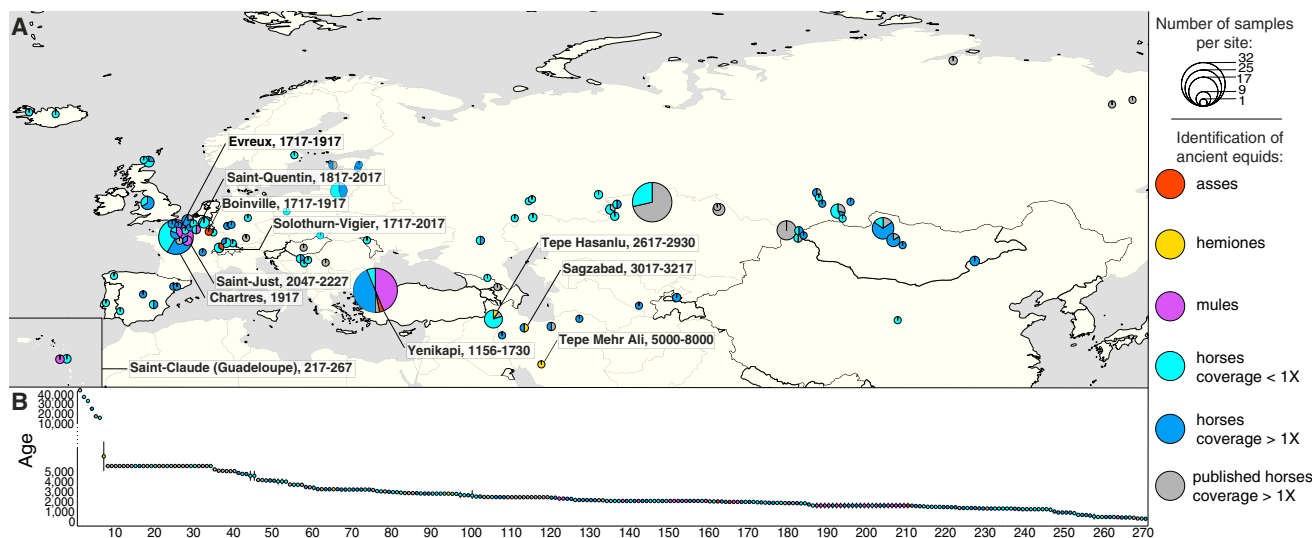 A
Evreux, 1717-1917
Saint-Quentin, 1817-2017
Boinville, 1717-1917
Solothurn-Vigier, 1717-2017
Tepe Hasanlu, 2617-2930
Sagzabad, 3017-3217
Saint-Just, 2047-2227
Chartres, 1917
Yenikapi, 1156-1730
Tepe Mehr Ali, 5000-8000
Saint-Claude (Guadeloupe), 217-267
Number of samples
per site:
32
25
17
9
1
Identification of
ancient equids:
asses
hemiones
mules
horses
coverage < 1X
horses
coverage > 1X
published horses
coverage > 1X
B
Age
40,000
30,000
20,000
10,000
5,000
4,000
3,000
2,000
1,000
0
10 20 30 40 50 60 70 80 90 100 110 120 130 140 150 160 170 180 190 200 210 220 230 240 250 260 270